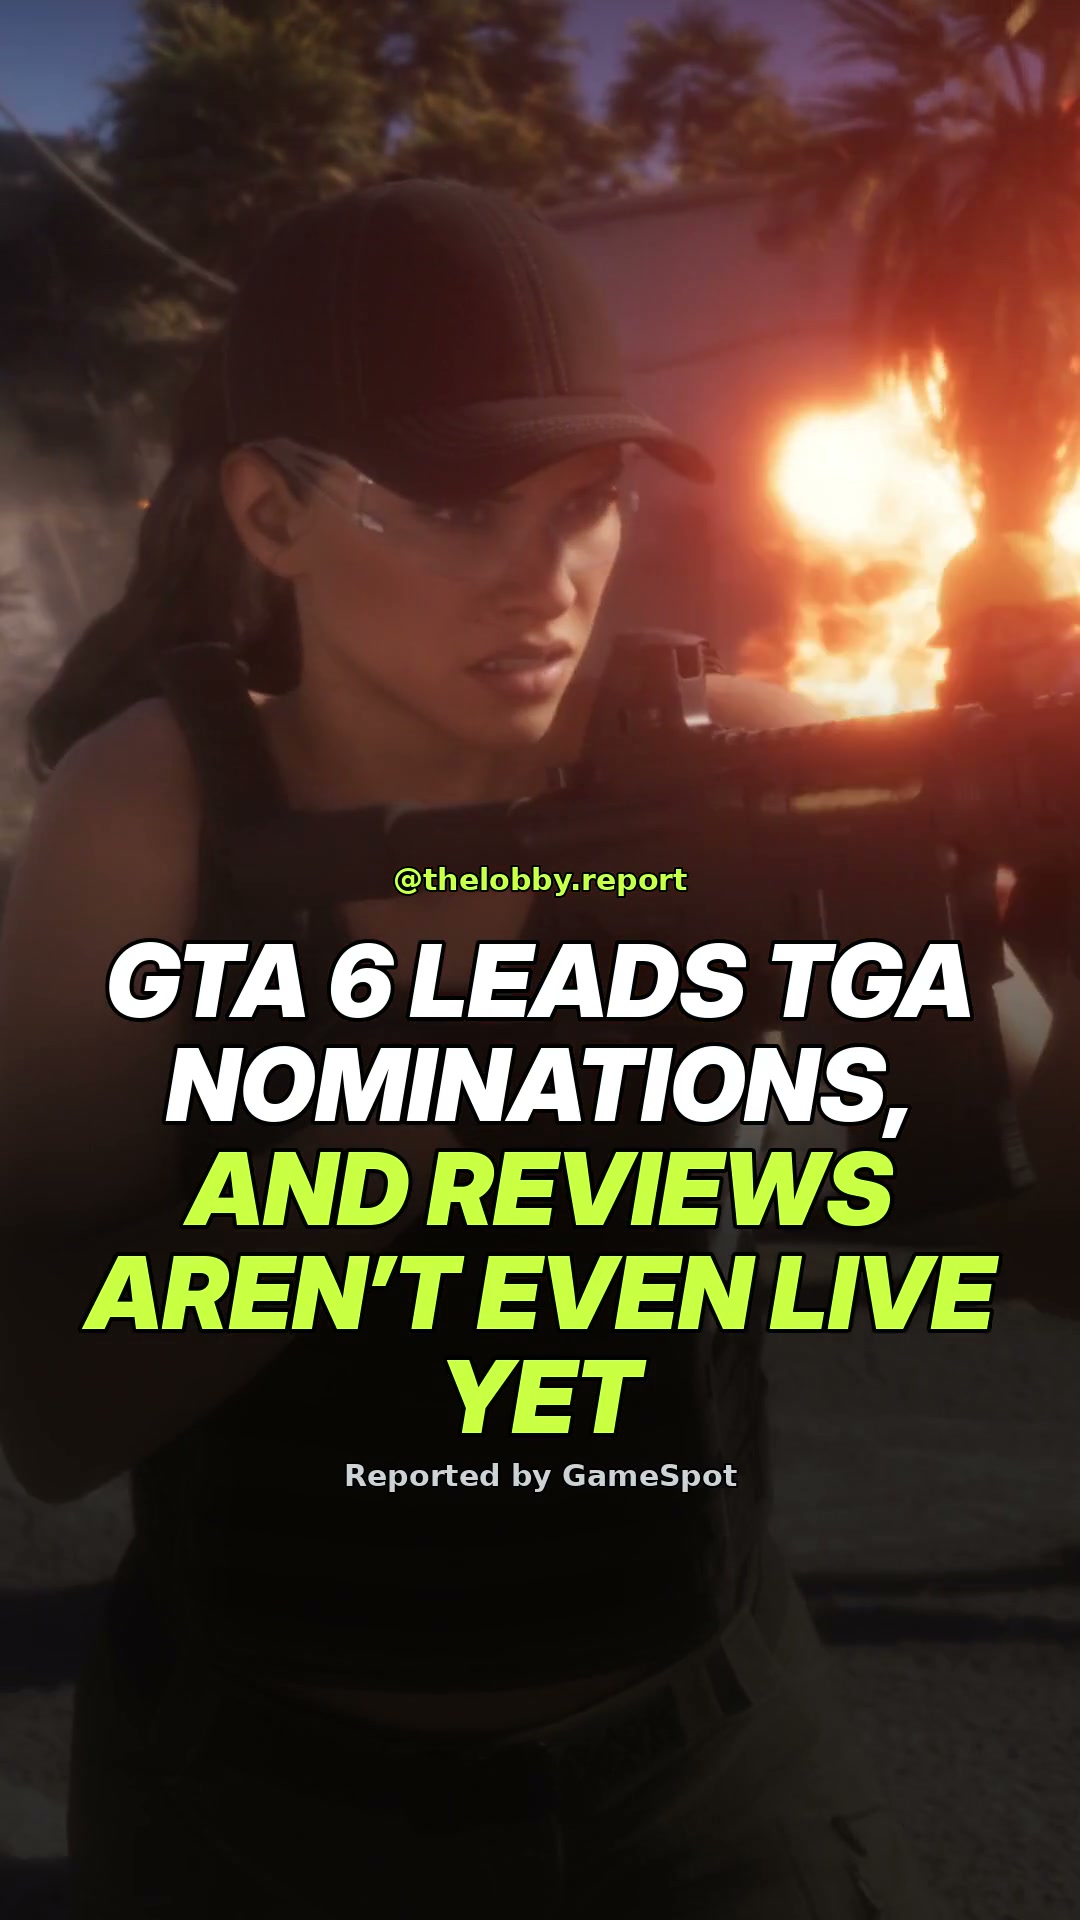 @thelobby.report
GTA 6 LEADS TGA
NOMINATIONS,
AND REVIEWS
AREN’T EVEN LIVE
YET
Reported by GameSpot